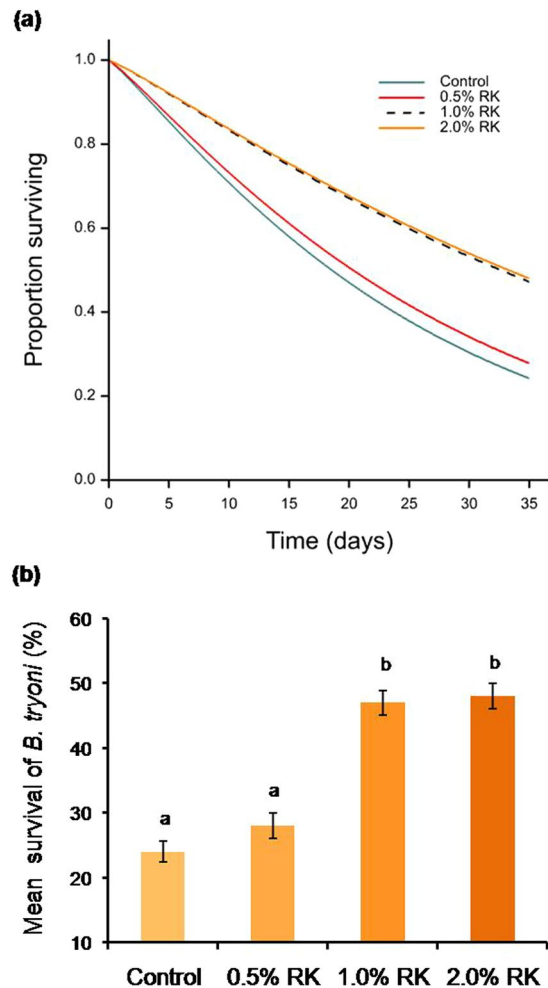 (a)
1.0
0.8
0.6
0.4
0.2
0.0
Proportion surviving
Control
0.5% RK
1.0% RK
2.0% RK
0 5 10 15 20 25 30 35
Time (days)
(b)
60
50
40
30
20
10
Mean survival of B. tryoni (%)
a
a
b
b
Control 0.5% RK 1.0% RK 2.0% RK